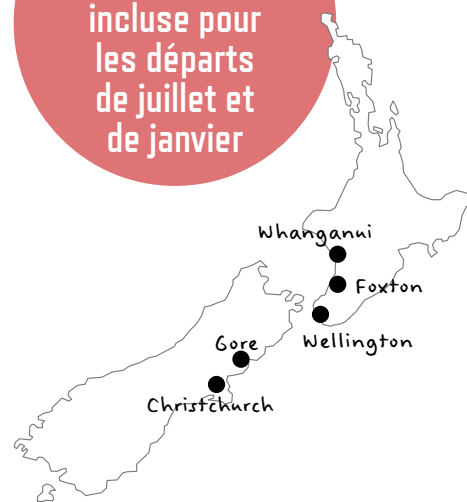 incluse pour
les départs
de juillet et
de janvier
Whanganui
Foxton
Wellington
Gore
Christchurch